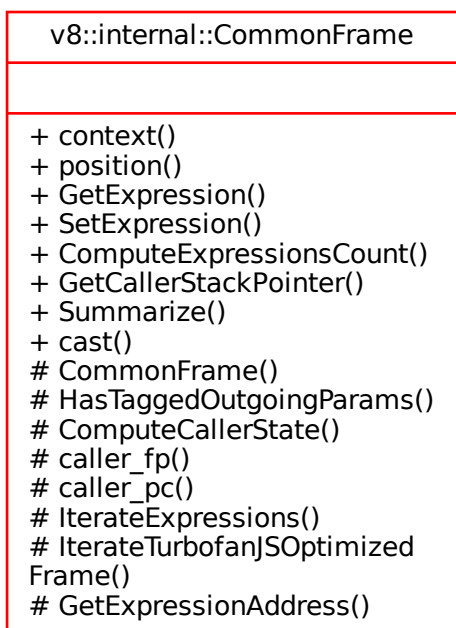 v8::internal::CommonFrame
+ context()
+ position()
+ GetExpression()
+ SetExpression()
+ ComputeExpressionsCount()
+ GetCallerStackPointer()
+ Summarize()
+ cast()
# CommonFrame()
# HasTaggedOutgoingParams()
# ComputeCallerState()
# caller_fp()
# caller_pc()
# IterateExpressions()
# IterateTurbofanJSOptimized
Frame()
# GetExpressionAddress()